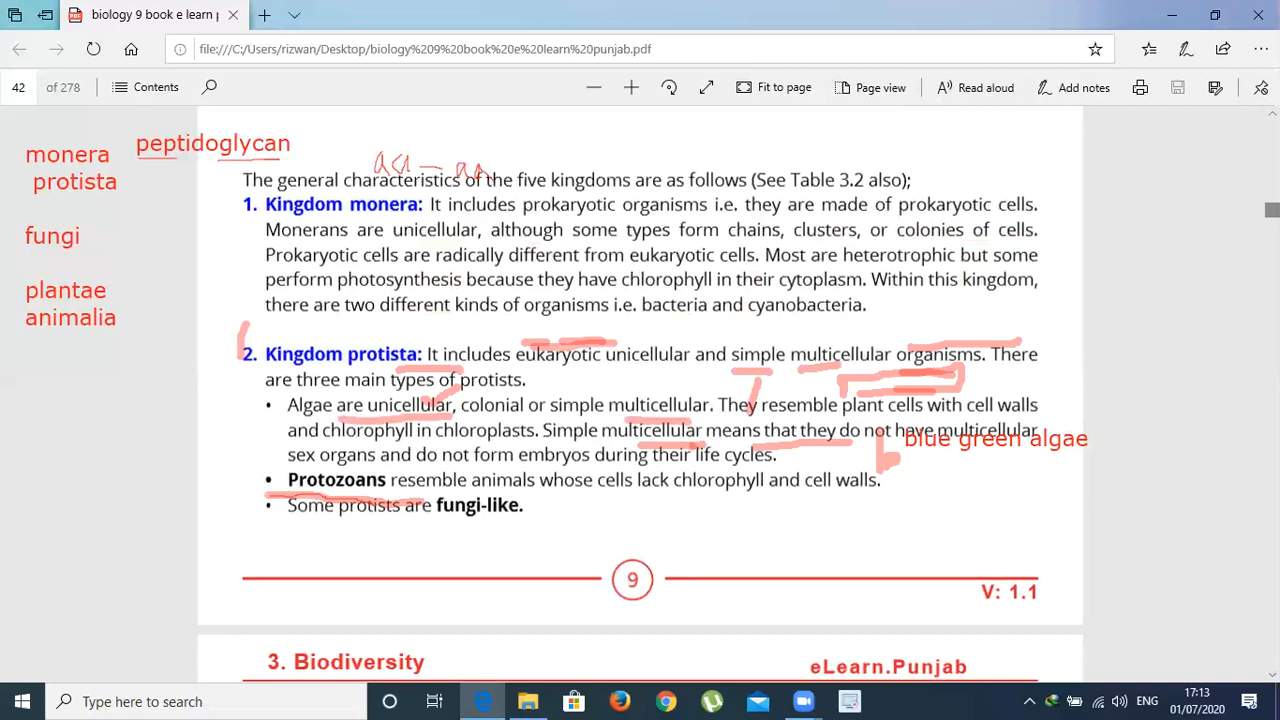 biology 9 book e learn p
file:///C:/Users/rizwan/Desktop/biology%209%20book%20e%20learn%20punjab.pdf
42 of 278 Contents Fit to page Page view Read aloud Add notes
peptidoglycan
monera
protista
fungi
plantae
animalia
The general characteristics of the five kingdoms are as follows (See Table 3.2 also);
1. Kingdom monera: It includes prokaryotic organisms i.e. they are made of prokaryotic cells.
Monerans are unicellular, although some types form chains, clusters, or colonies of cells.
Prokaryotic cells are radically different from eukaryotic cells. Most are heterotrophic but some
perform photosynthesis because they have chlorophyll in their cytoplasm. Within this kingdom,
there are two different kinds of organisms i.e. bacteria and cyanobacteria.
2. Kingdom protista: It includes eukaryotic unicellular and simple multicellular organisms. There
are three main types of protists.
• Algae are unicellular, colonial or simple multicellular. They resemble plant cells with cell walls
and chlorophyll in chloroplasts. Simple multicellular means that they do not have multicellular
blue green algae
sex organs and do not form embryos during their life cycles.
• Protozoans resemble animals whose cells lack chlorophyll and cell walls.
• Some protists are fungi-like.
9
V: 1.1
3. Biodiversity eLearn.Punjab
Type here to search
ENG
17:13
01/07/2020